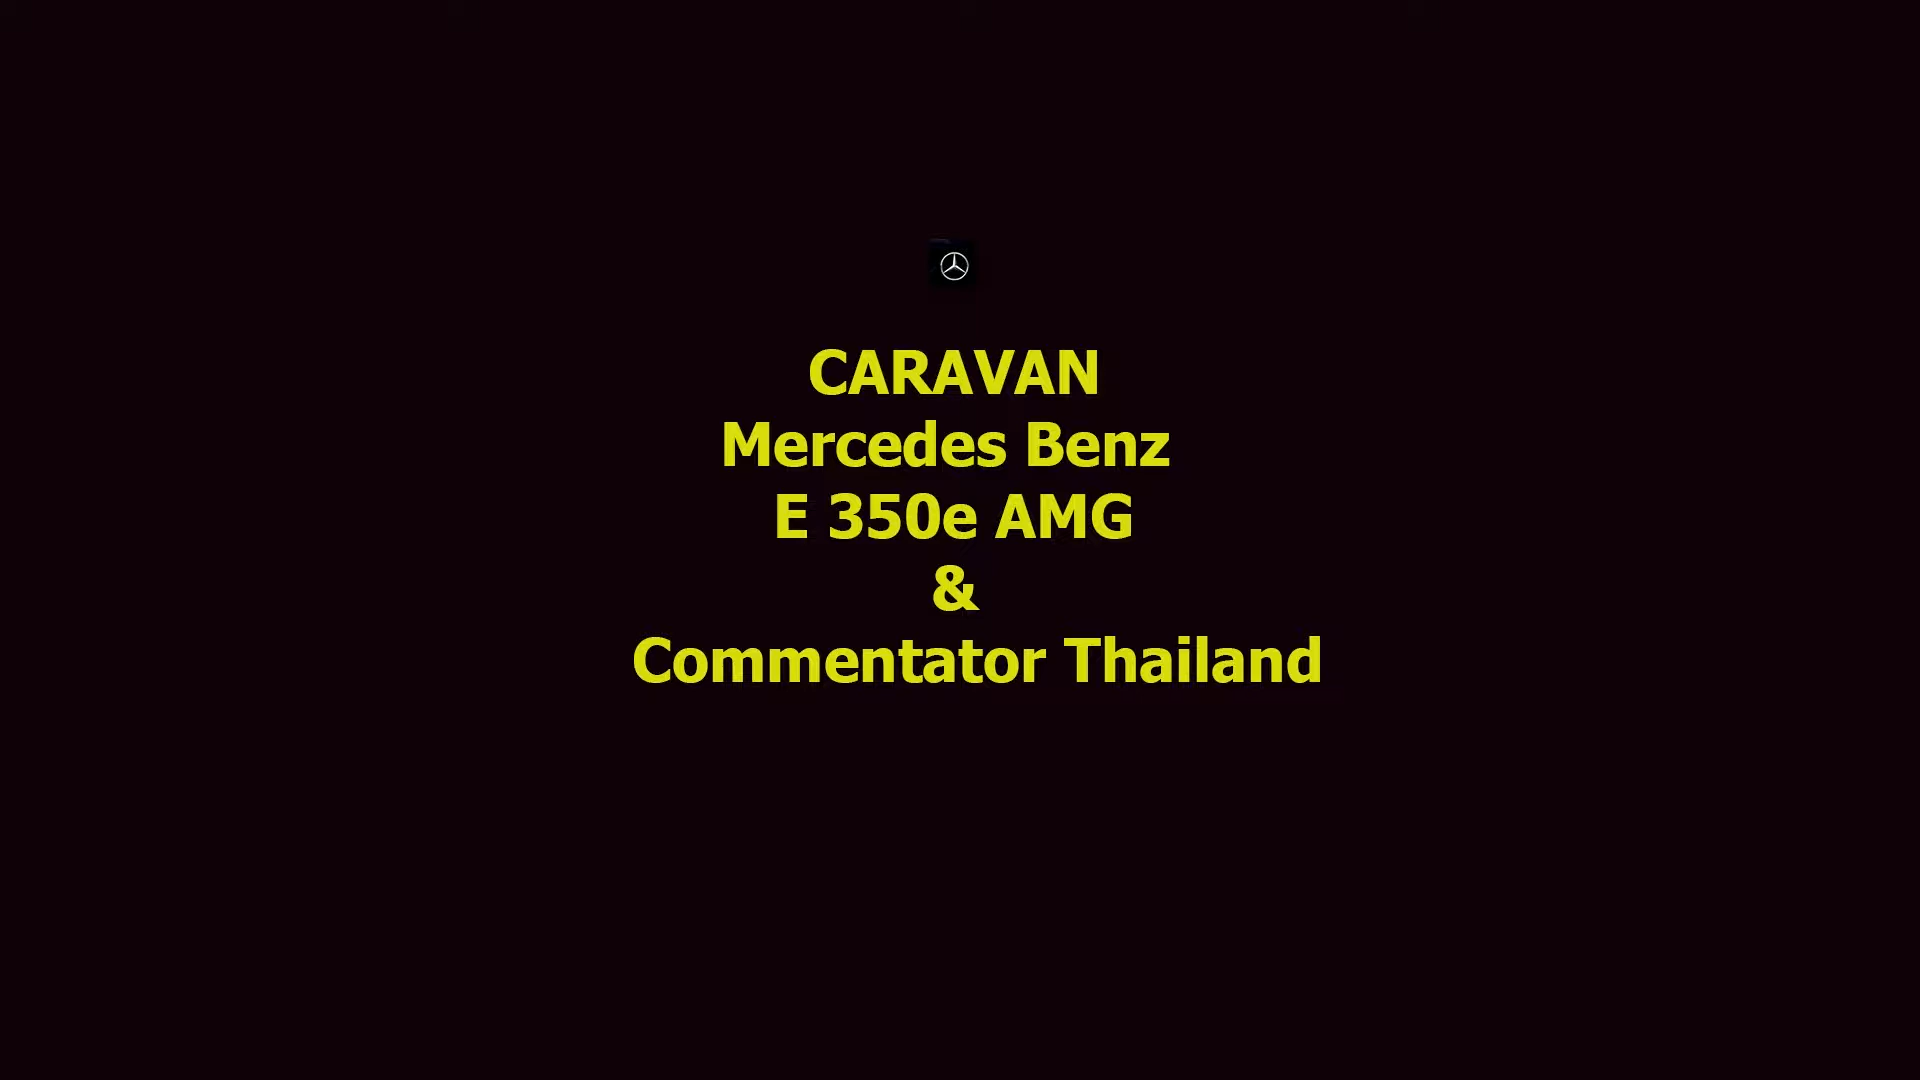 CARAVAN
Mercedes Benz
E 350e AMG
&
Commentator Thailand